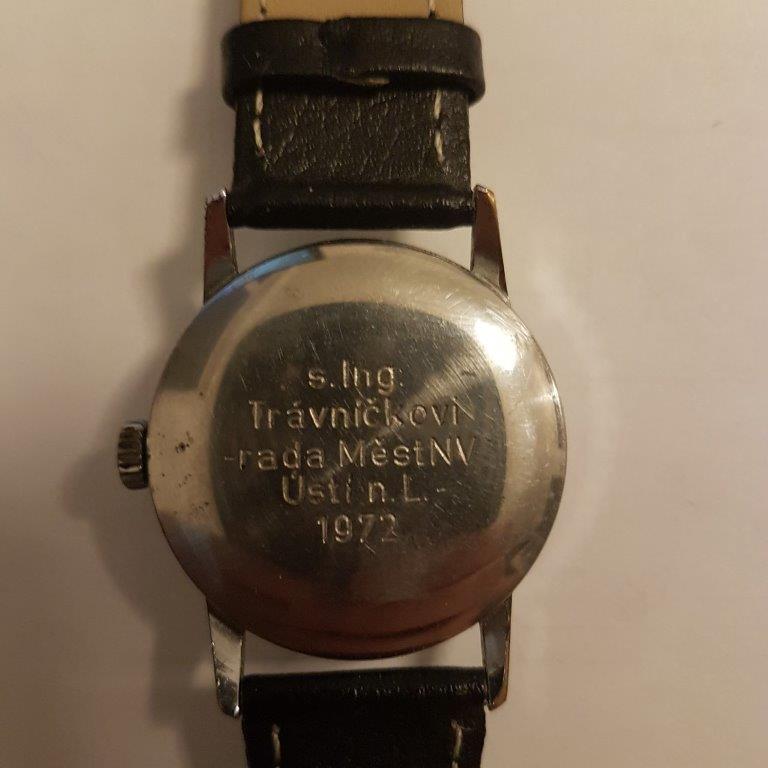 s. Ing.
Trávníčkovi
-rada MěstNV
Ústí n. L. -
1972